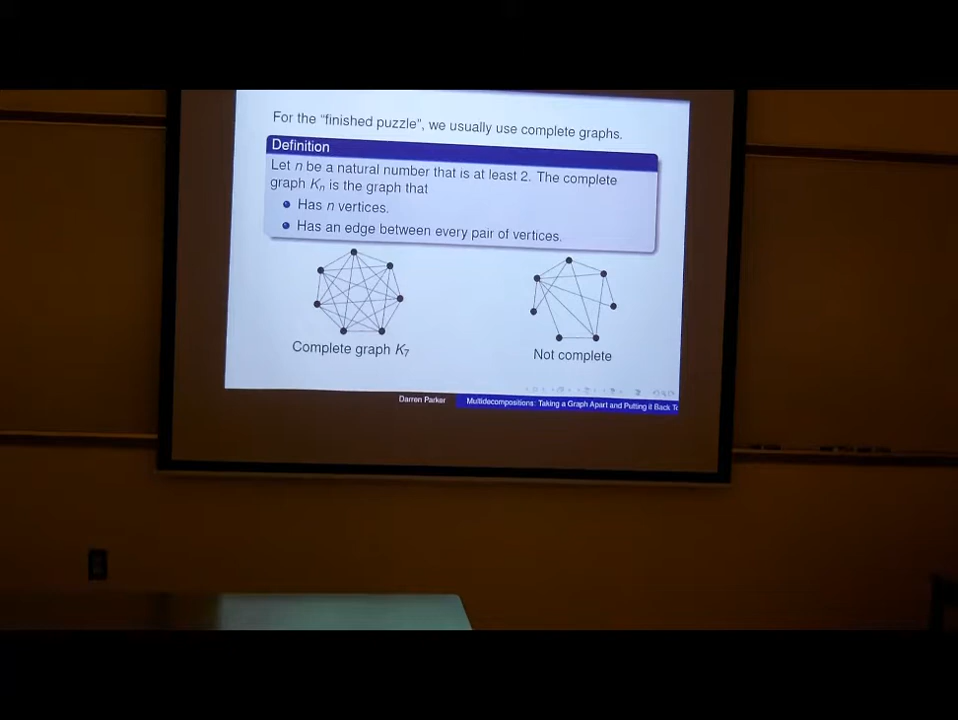 For the "finished puzzle", we usually use complete graphs.
Definition
Let n be a natural number that is at least 2. The complete
graph Kn is the graph that
Has n vertices.
Has an edge between every pair of vertices.
Complete graph K7
Not complete
Darren Parker
Multidecompositions: Taking a Graph Apart and Putting it Back To